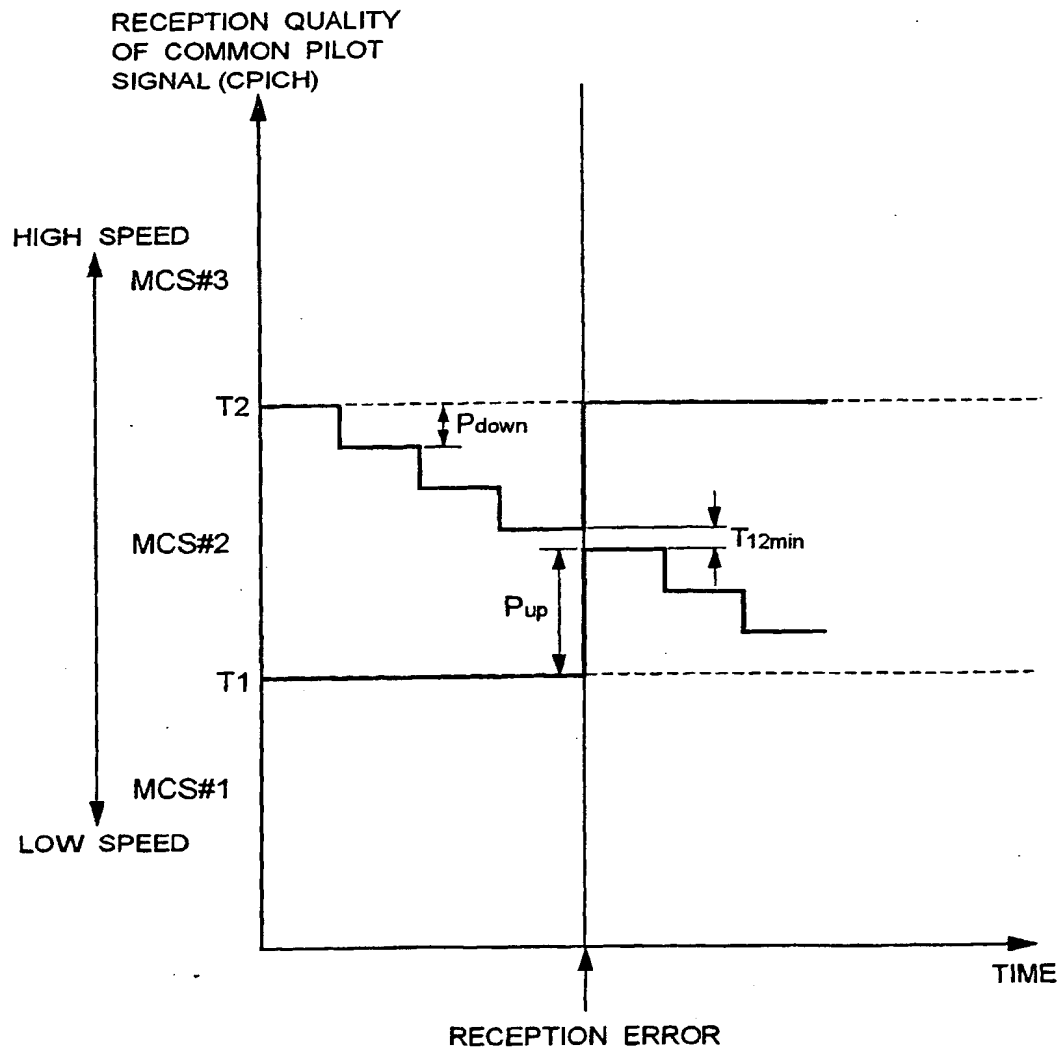 RECEPTION QUALITY
OF COMMON PILOT
SIGNAL (CPICH)
HIGH SPEED
MCS#3
T2
Pdown
MCS#2
T12min
Pup
T1
MCS#1
LOW SPEED
TIME
RECEPTION ERROR